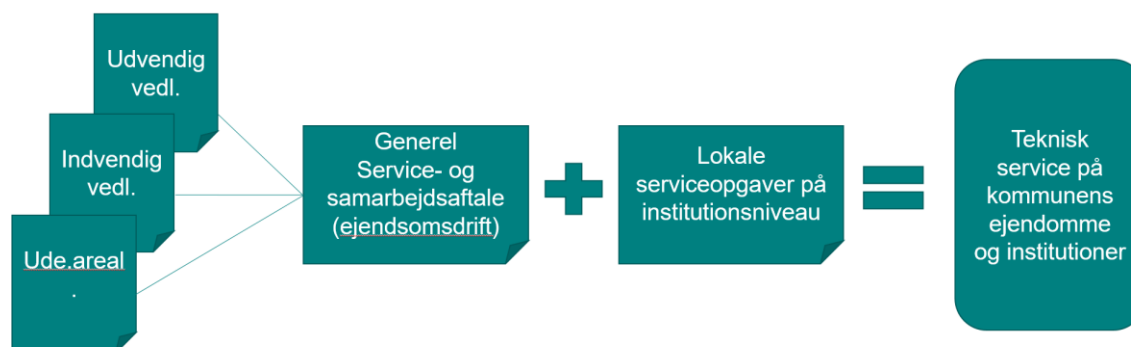 Udvendig
vedl.
Indvendig
vedl.
Ude.areal
.
Generel
Service- og
samarbejdsaftale
(ejendsomsdrift)
Lokale
serviceopgaver på
institutionsniveau
Teknisk
service på
kommunens
ejendomme
og institutioner